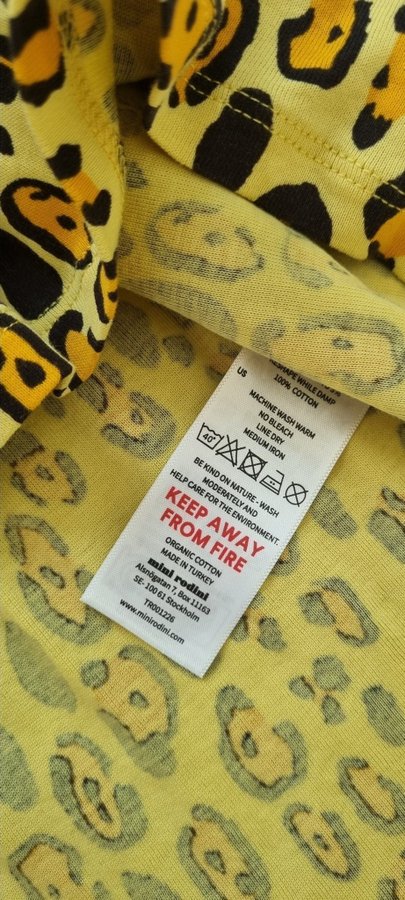 RESHAPE WHILE DAMP
100% COTTON
US
MACHINE WASH WARM
NO BLEACH
LINE DRY
MEDIUM IRON
40°
BE KIND ON NATURE - WASH
MODERATELY AND
HELP CARE FOR THE ENVIRONMENT.
KEEP AWAY
FROM FIRE
ORGANIC COTTON
MADE IN TURKEY
mini rodini
Alsnögatan 7, Box 11163
SE- 100 61 Stockholm
TR001226
www.minirodini.com